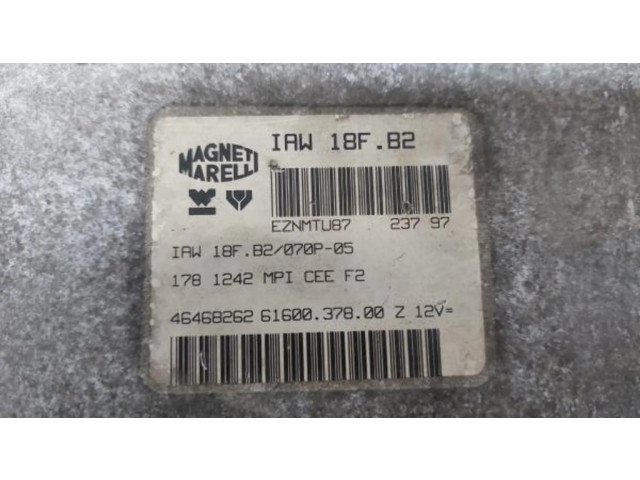 MAGNETI
MARELLI
IAW 18F.B2
EZNMTU87 237 97
IAW 18F.B2/070P-05
178 1242 MPI CEE F2
46468262 61600.378.00 Z 12V=